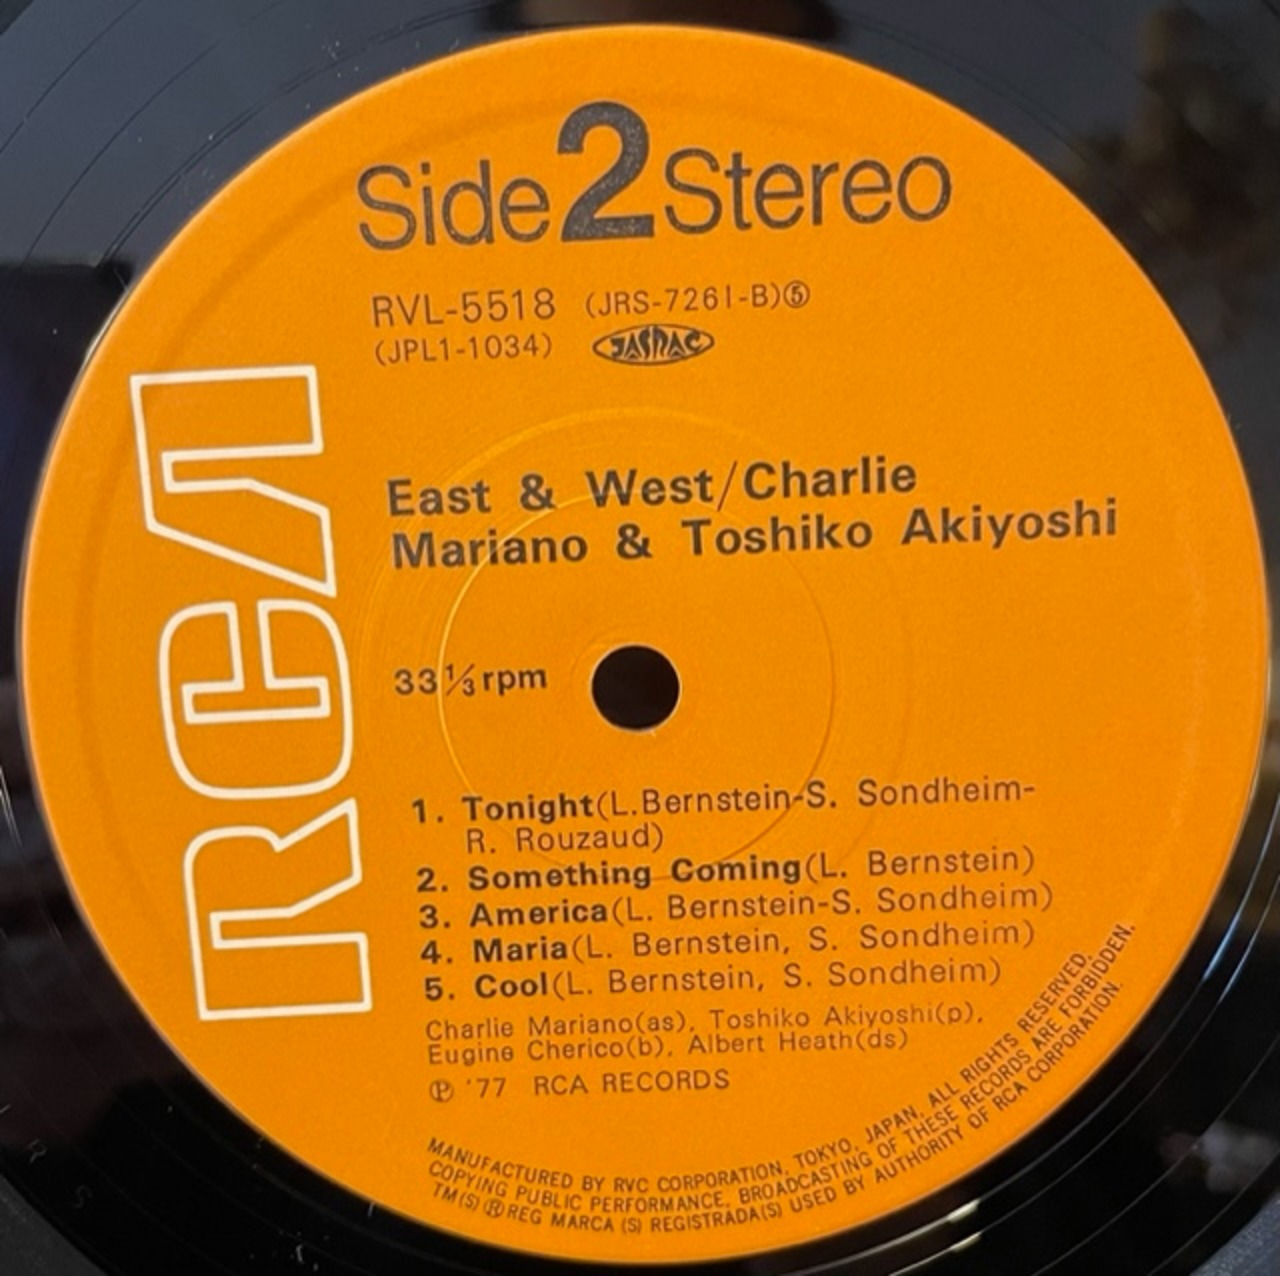 Side 2 Stereo
RVL-5518 (JRS-7261-B)⑤
(JPL1-1034) JASRAC
RCA
East & West/Charlie
Mariano & Toshiko Akiyoshi
33⅓ rpm
1. Tonight(L.Bernstein-S. Sondheim-
R. Rouzaud)
2. Something Coming(L. Bernstein)
3. America(L. Bernstein-S. Sondheim)
4. Maria(L. Bernstein, S. Sondheim)
5. Cool(L. Bernstein, S. Sondheim)
Charlie Mariano(as), Toshiko Akiyoshi(p),
Eugine Cherico(b), Albert Heath(ds)
℗ '77 RCA RECORDS
MANUFACTURED BY RVC CORPORATION, TOKYO, JAPAN, ALL RIGHTS RESERVED.
COPYING PUBLIC PERFORMANCE, BROADCASTING OF THESE RECORDS ARE FORBIDDEN.
TM(S) ® REG MARCA (S) REGISTRADA(S) USED BY AUTHORITY OF RCA CORPORATION.